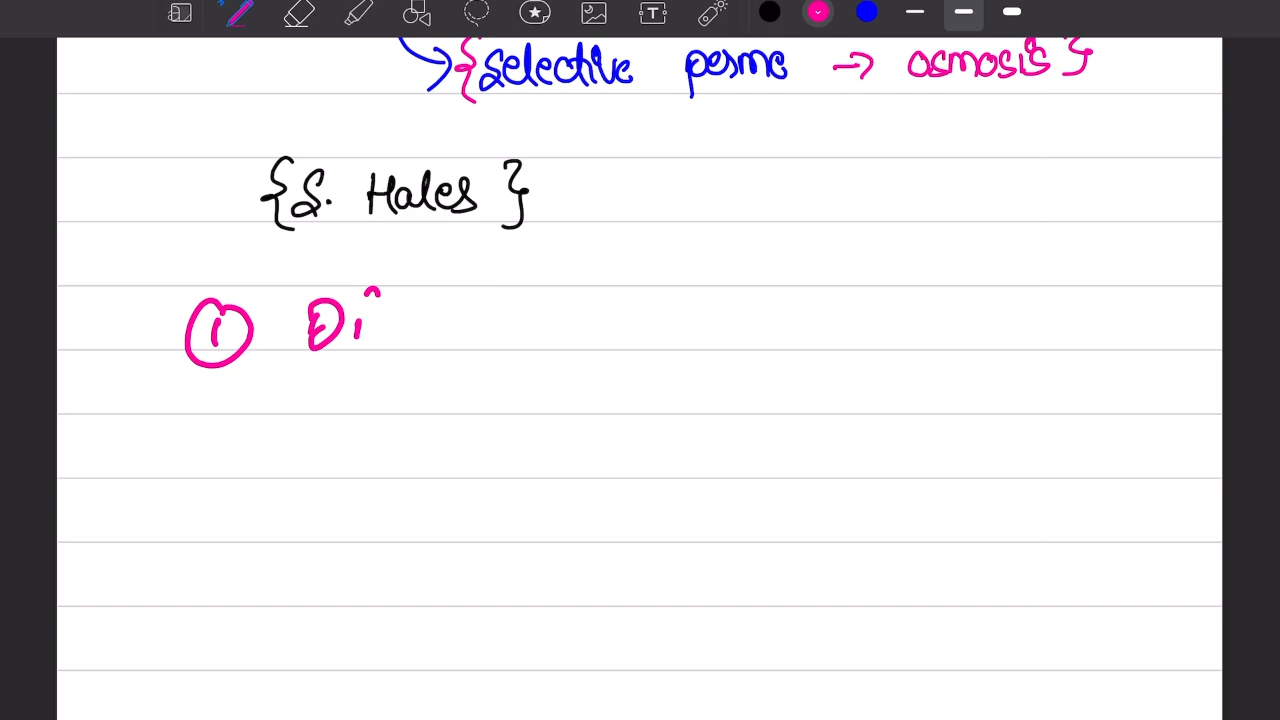 → {selective perme → osmosis}
{S. Hales}
① Di